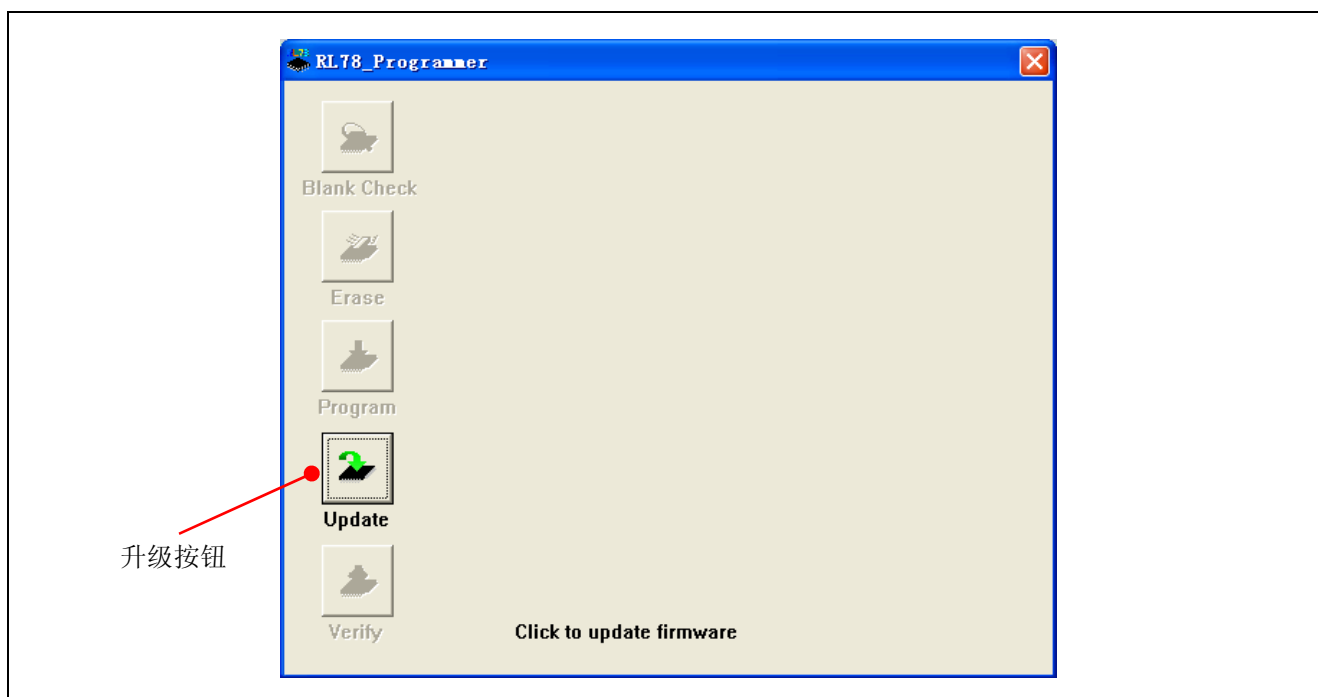 RL78_Programmer
Blank Check
Erase
Program
Update
升级按钮
Verify
Click to update firmware